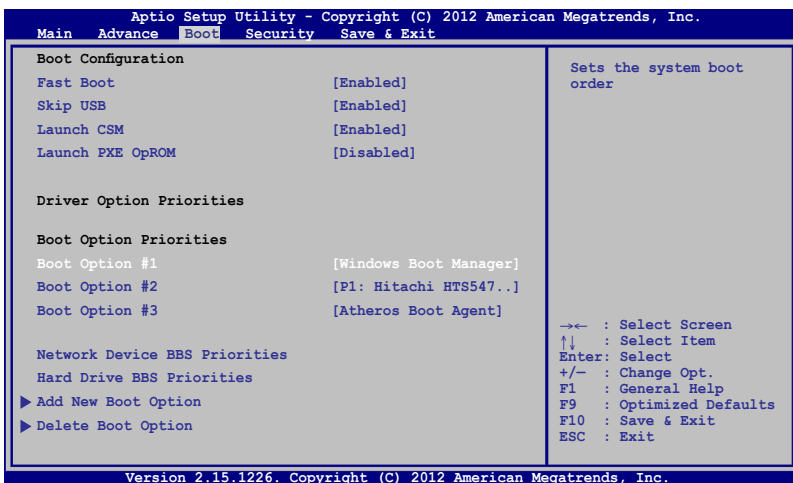 Aptio Setup Utility - Copyright (C) 2012 American Megatrends, Inc.
Main Advance Boot Security Save & Exit
Boot Configuration
Fast Boot [Enabled]
Skip USB [Enabled]
Launch CSM [Enabled]
Launch PXE OpROM [Disabled]
Driver Option Priorities
Boot Option Priorities
Boot Option #1 [Windows Boot Manager]
Boot Option #2 [P1: Hitachi HTS547..]
Boot Option #3 [Atheros Boot Agent]
Network Device BBS Priorities
Hard Drive BBS Priorities
▶ Add New Boot Option
▶ Delete Boot Option
Sets the system boot
order
→← : Select Screen
↑↓ : Select Item
Enter: Select
+/— : Change Opt.
F1 : General Help
F9 : Optimized Defaults
F10 : Save & Exit
ESC : Exit
Version 2.15.1226. Copyright (C) 2012 American Megatrends, Inc.